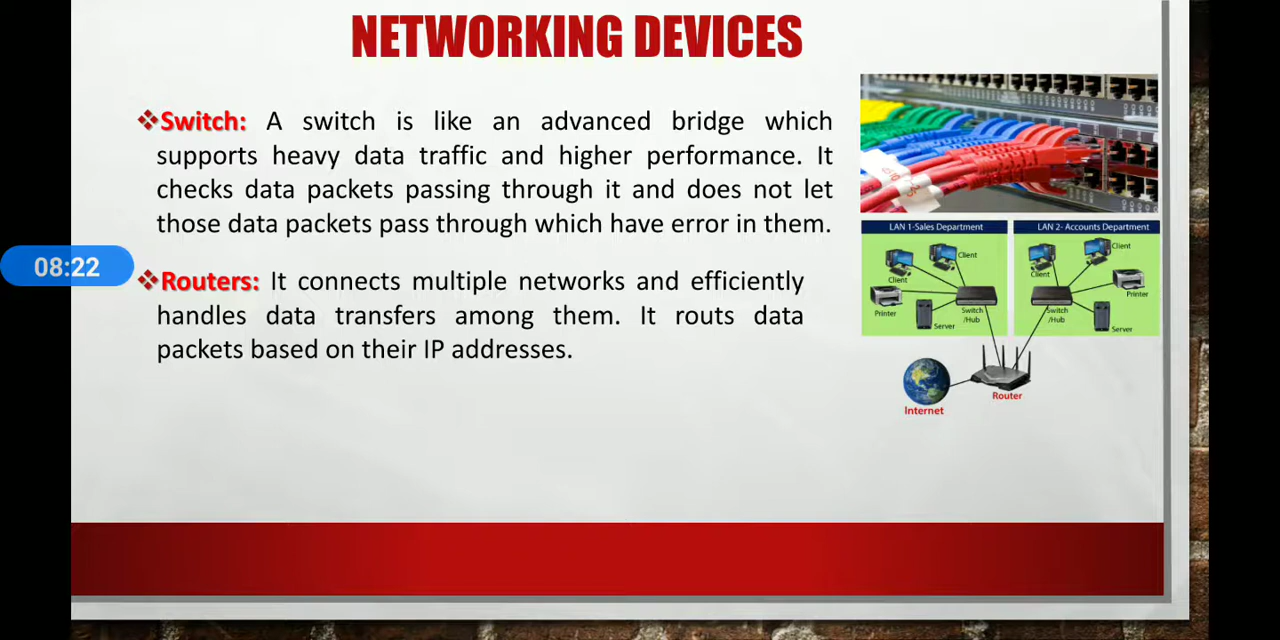 NETWORKING DEVICES
Switch: A switch is like an advanced bridge which
supports heavy data traffic and higher performance. It
checks data packets passing through it and does not let
those data packets pass through which have error in them.
08:22
Routers: It connects multiple networks and efficiently
handles data transfers among them. It routs data
packets based on their IP addresses.
LAN 1-Sales Department
Client
Client
Printer
Switch
/Hub
Server
LAN 2- Accounts Department
Client
Client
Printer
Switch
/Hub
Server
Router
Internet